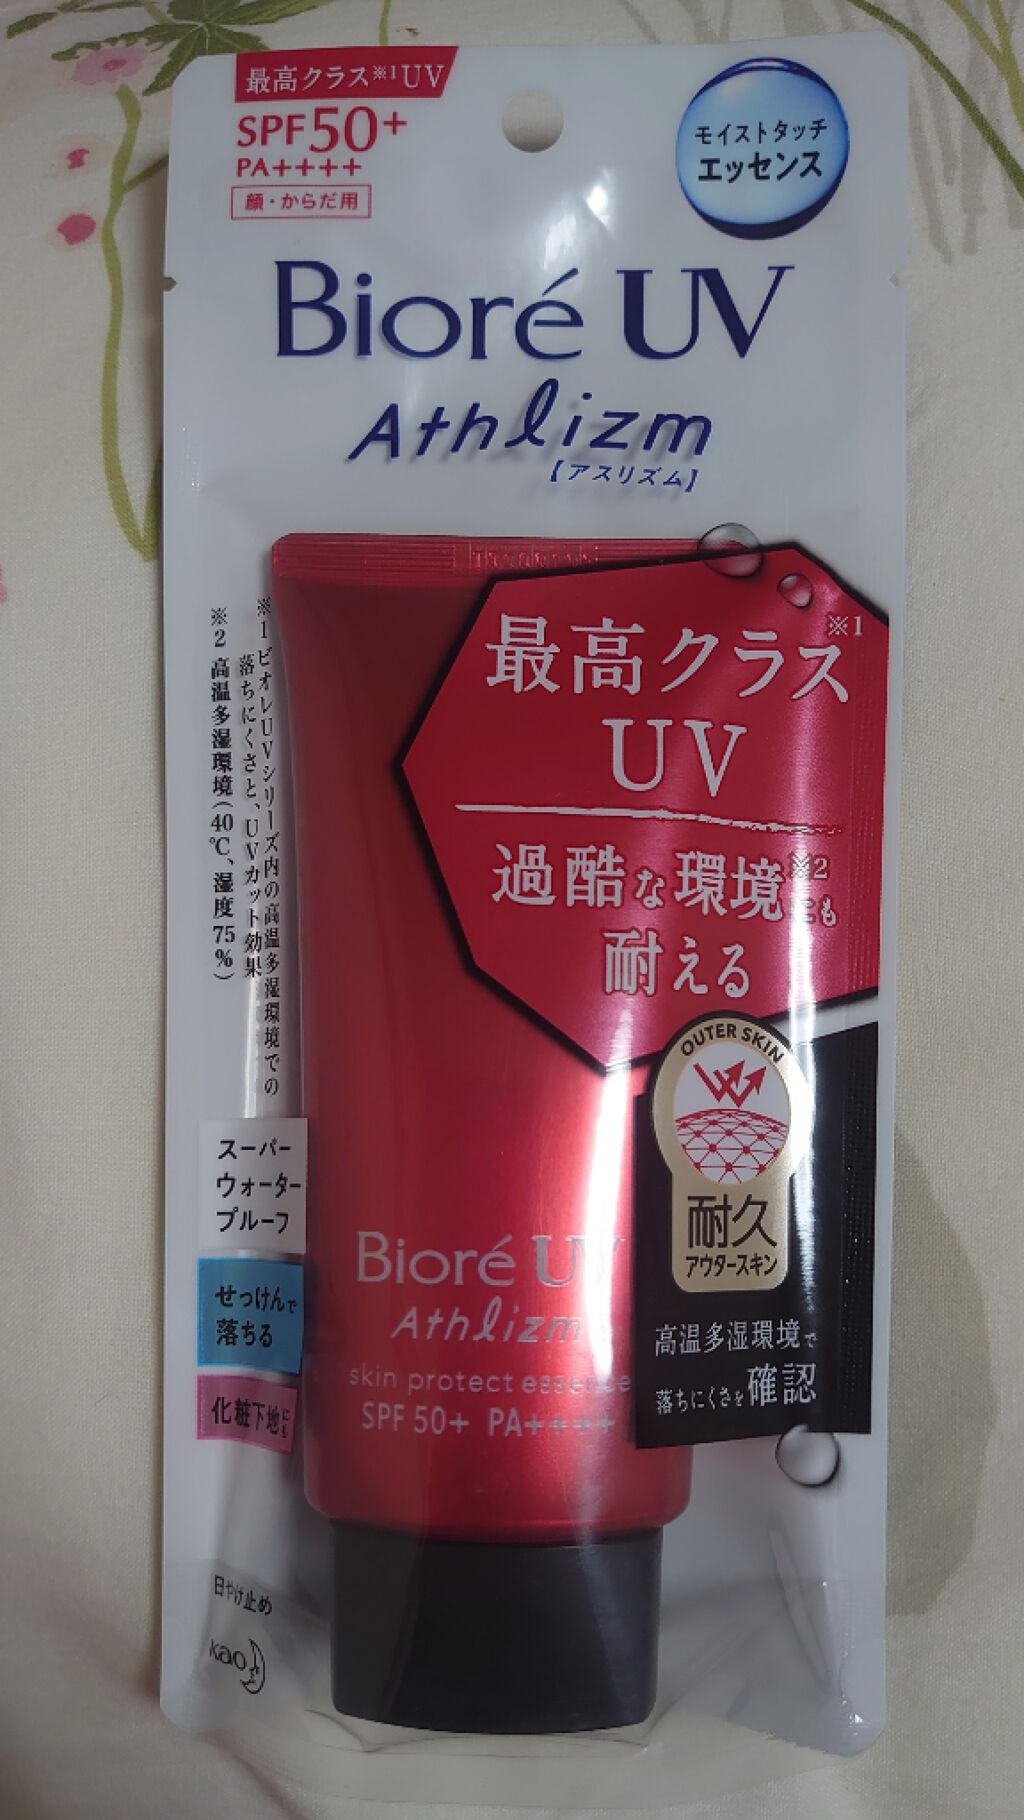 最高クラス※1UV
SPF50+
PA++++
顔・からだ用
モイストタッチ
エッセンス
Bioré UV
Athlizm
【アスリズム】
最高クラス※1
UV
過酷な環境※2にも
耐える
※1 ビオレUVシリーズ内の高温多湿環境での
落ちにくさと、UVカット効果
※2 高温多湿環境(40℃、湿度75%)
OUTER SKIN
耐久
アウタースキン
高温多湿環境で
落ちにくさを確認
スーパー
ウォーター
プルーフ
せっけんで
落ちる
化粧下地にも
Bioré UV
Athlizm
skin protect essence
SPF 50+ PA++++
日やけ止め
kao